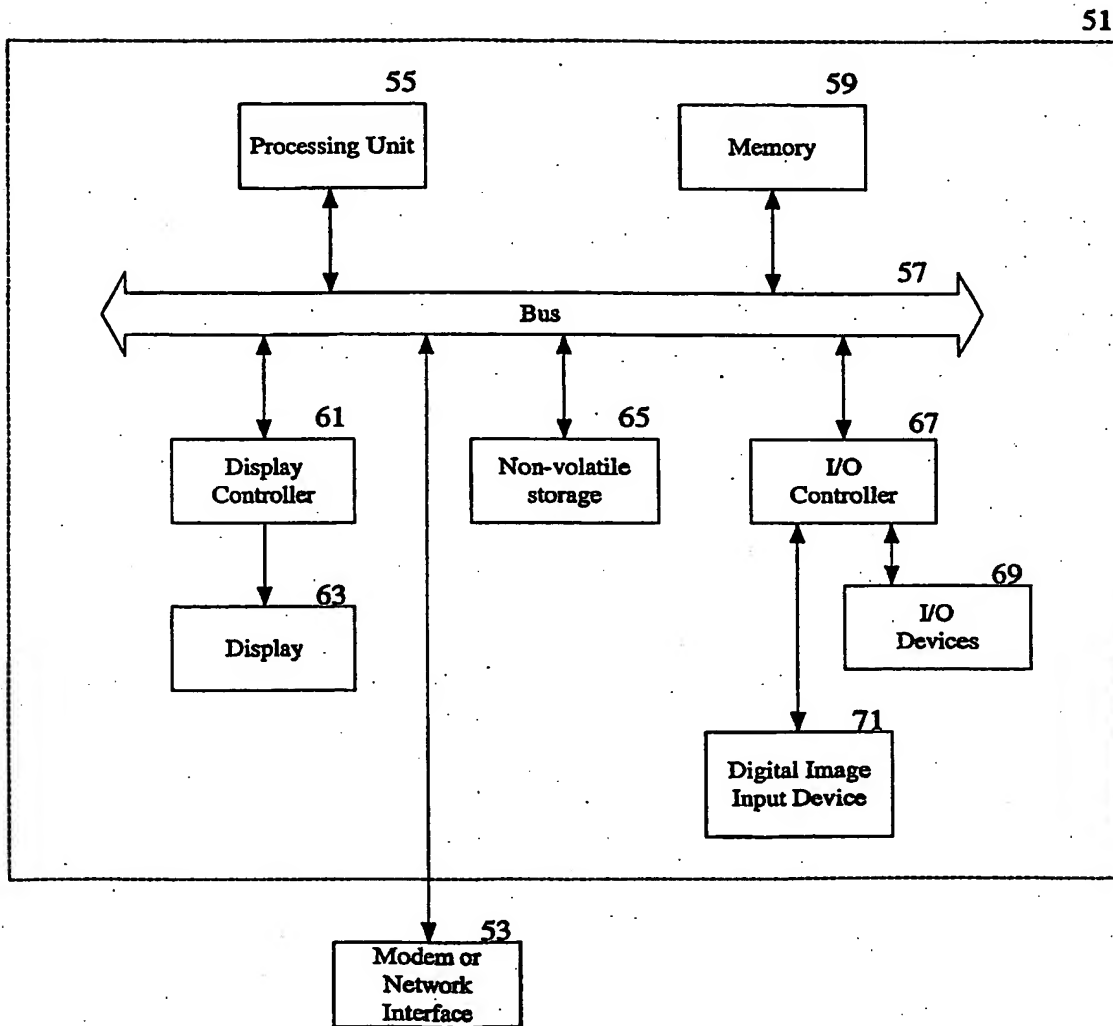 51
55
Processing Unit
59
Memory
57
Bus
61
Display
Controller
65
Non-volatile
storage
67
I/O
Controller
63
Display
69
I/O
Devices
71
Digital Image
Input Device
53
Modem or
Network
Interface